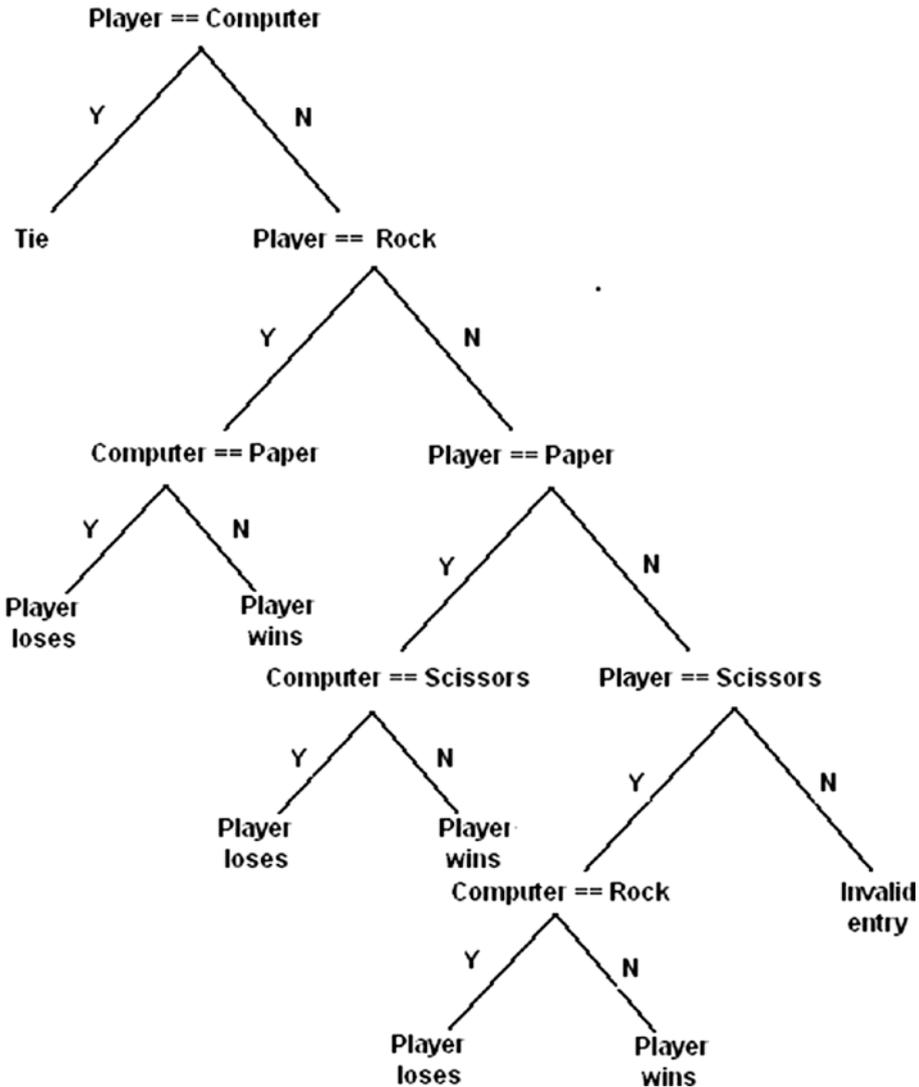 Player == Computer
Y
N
Tie
Player == Rock
Y
N
Computer == Paper
Player == Paper
Y
N
Y
N
Player
loses
Player
wins
Computer == Scissors
Player == Scissors
Y
N
Y
N
Player
loses
Player
wins
Computer == Rock
Invalid
entry
Y
N
Player
loses
Player
wins